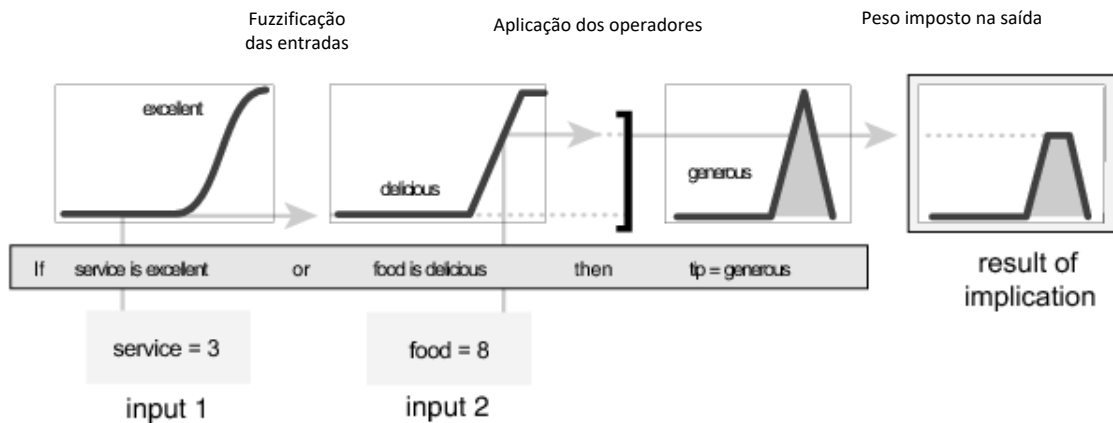 Fuzzificação
das entradas
Aplicação dos operadores
Peso imposto na saída
excellent
delicious
generous
If service is excellent or food is delicious then tip = generous
result of
implication
service = 3
food = 8
input 1
input 2